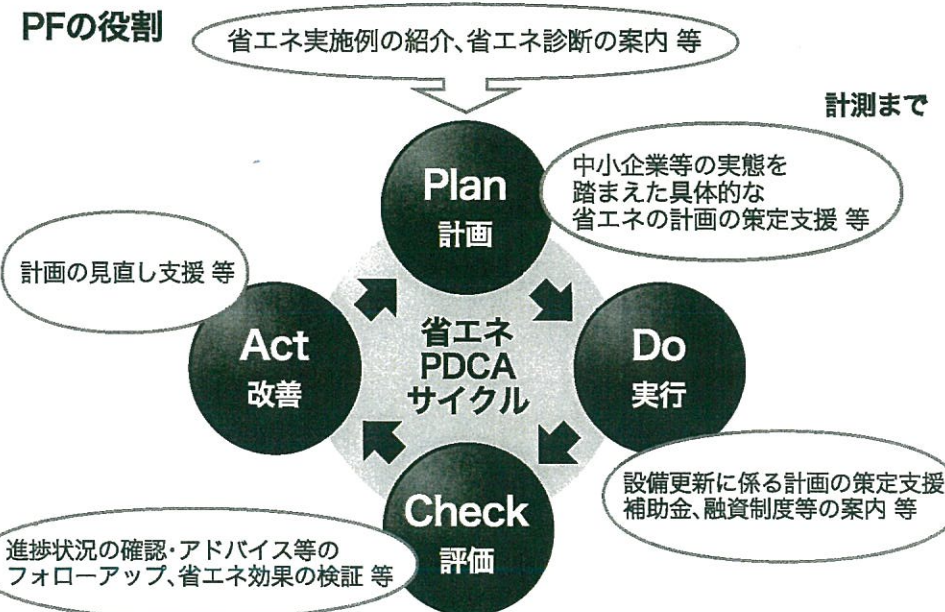 PFの役割
省エネ実施例の紹介、省エネ診断の案内 等
計測まで
Plan
計画
中小企業等の実態を
踏まえた具体的な
省エネの計画の策定支援 等
計画の見直し支援 等
Act
改善
省エネ
PDCA
サイクル
Do
実行
設備更新に係る計画の策定支援
補助金、融資制度等の案内 等
Check
評価
進捗状況の確認・アドバイス等の
フォローアップ、省エネ効果の検証 等